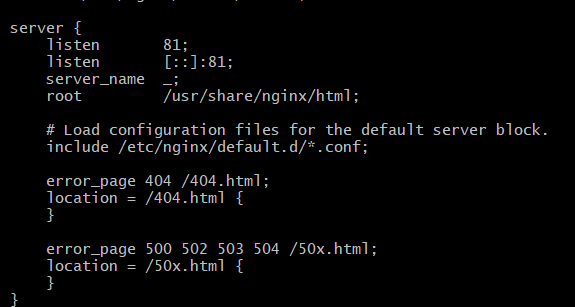 server {
    listen       81;
    listen       [::]:81;
    server_name  _;
    root         /usr/share/nginx/html;
    # Load configuration files for the default server block.
    include /etc/nginx/default.d/*.conf;
    error_page 404 /404.html;
    location = /404.html {
    }
    error_page 500 502 503 504 /50x.html;
    location = /50x.html {
    }
}